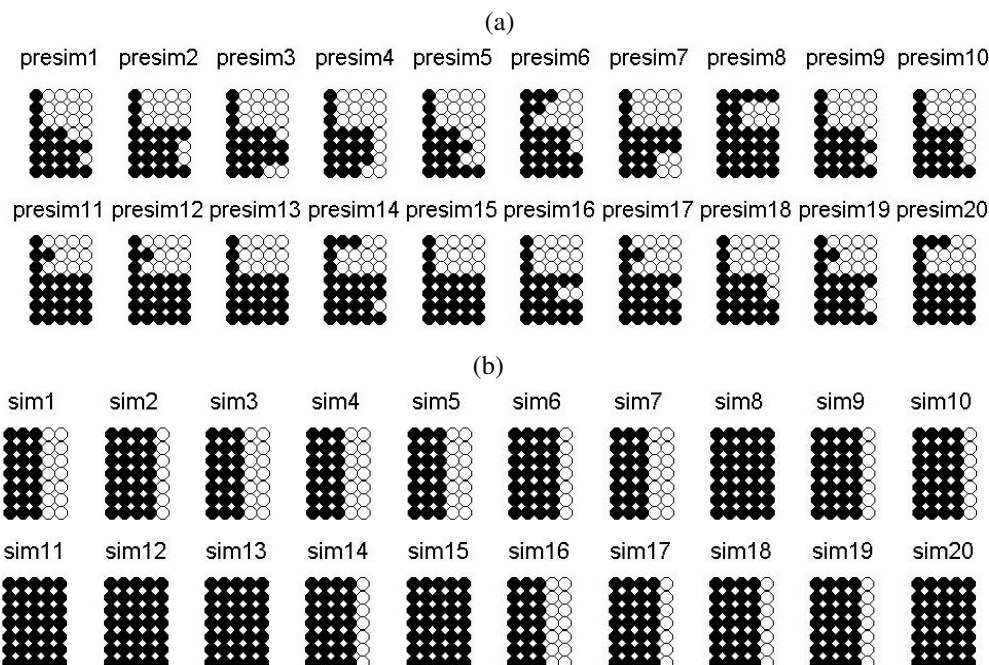 (a)
presim1 presim2 presim3 presim4 presim5 presim6 presim7 presim8 presim9 presim10
presim11 presim12 presim13 presim14 presim15 presim16 presim17 presim18 presim19 presim20
(b)
sim1 sim2 sim3 sim4 sim5 sim6 sim7 sim8 sim9 sim10
sim11 sim12 sim13 sim14 sim15 sim16 sim17 sim18 sim19 sim20